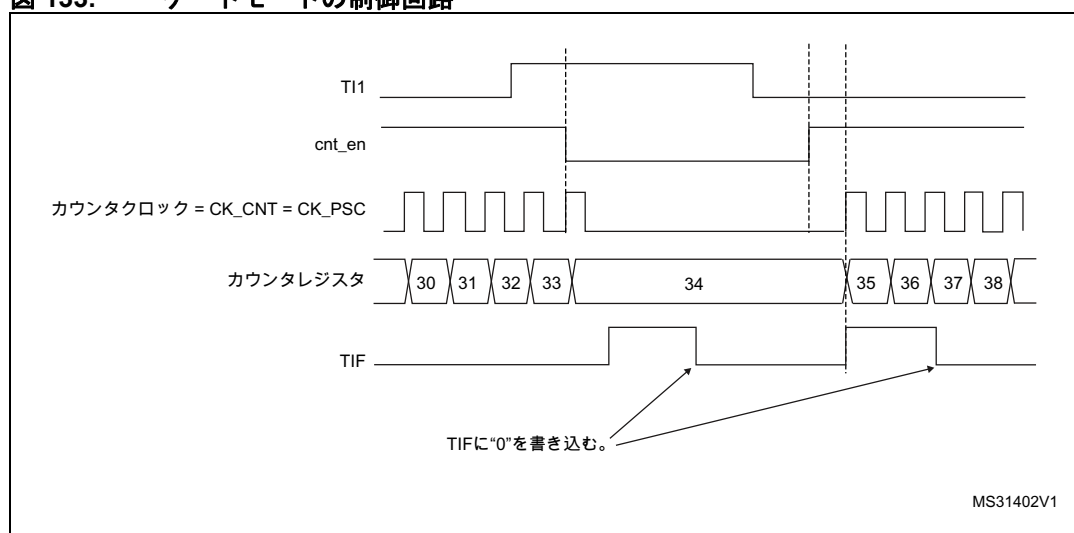 TI1
cnt_en
カウンタクロック = CK_CNT = CK_PSC
カウンタレジスタ 30 31 32 33 34 35 36 37 38
TIF
TIFに“0”を書き込む。
MS31402V1